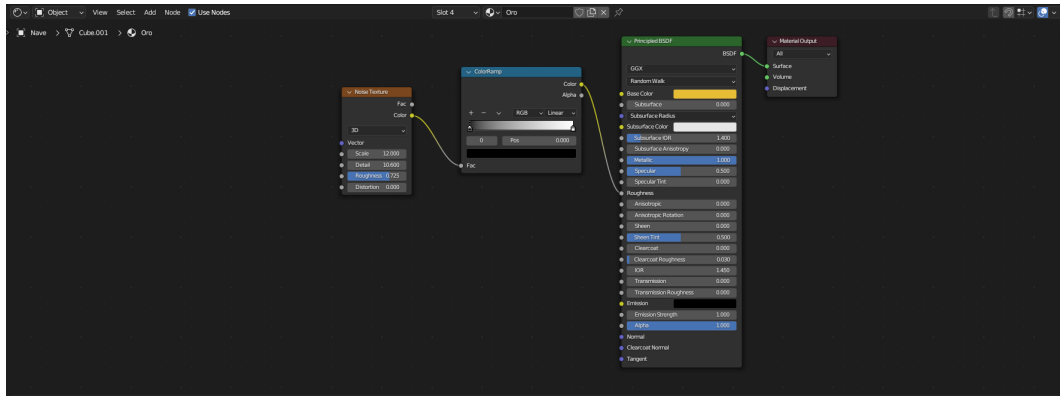 Object View Select Add Node Use Nodes Slot 4 Oro
Nave > Cube.001 > Oro
Noise Texture
Fac
Color
3D
Vector
Scale 12.000
Detail 10.600
Roughness 0.725
Distortion 0.000
ColorRamp
Color
Alpha
+ − RGB Linear
0 Pos 0.000
Fac
Principled BSDF
BSDF
GGX
Random Walk
Base Color
Subsurface 0.000
Subsurface Radius
Subsurface Color
Subsurface IOR 1.400
Subsurface Anisotropy 0.000
Metallic 1.000
Specular 0.500
Specular Tint 0.000
Roughness
Anisotropic 0.000
Anisotropic Rotation 0.000
Sheen 0.000
Sheen Tint 0.500
Clearcoat 0.000
Clearcoat Roughness 0.030
IOR 1.450
Transmission 0.000
Transmission Roughness 0.000
Emission
Emission Strength 1.000
Alpha 1.000
Normal
Clearcoat Normal
Tangent
Material Output
All
Surface
Volume
Displacement